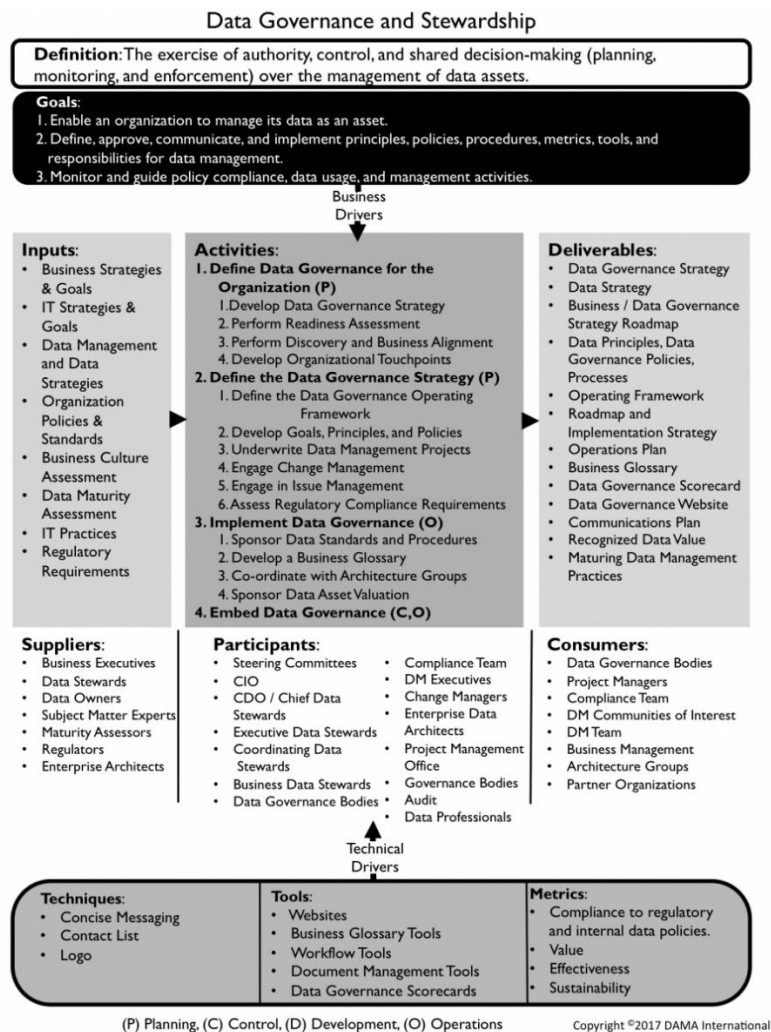 Data Governance and Stewardship
Definition: The exercise of authority, control, and shared decision-making (planning,
monitoring, and enforcement) over the management of data assets.
Goals:
1. Enable an organization to manage its data as an asset.
2. Define, approve, communicate, and implement principles, policies, procedures, metrics, tools, and
responsibilities for data management.
3. Monitor and guide policy compliance, data usage, and management activities.
Business
Drivers
Inputs:
• Business Strategies
& Goals
• IT Strategies &
Goals
• Data Management
and Data
Strategies
• Organization
Policies &
Standards
• Business Culture
Assessment
• Data Maturity
Assessment
• IT Practices
• Regulatory
Requirements
Activities:
1. Define Data Governance for the
Organization (P)
1. Develop Data Governance Strategy
2. Perform Readiness Assessment
3. Perform Discovery and Business Alignment
4. Develop Organizational Touchpoints
2. Define the Data Governance Strategy (P)
1. Define the Data Governance Operating
Framework
2. Develop Goals, Principles, and Policies
3. Underwrite Data Management Projects
4. Engage Change Management
5. Engage in Issue Management
6. Assess Regulatory Compliance Requirements
3. Implement Data Governance (O)
1. Sponsor Data Standards and Procedures
2. Develop a Business Glossary
3. Co-ordinate with Architecture Groups
4. Sponsor Data Asset Valuation
4. Embed Data Governance (C,O)
Deliverables:
• Data Governance Strategy
• Data Strategy
• Business / Data Governance
Strategy Roadmap
• Data Principles, Data
Governance Policies,
Processes
• Operating Framework
• Roadmap and
Implementation Strategy
• Operations Plan
• Business Glossary
• Data Governance Scorecard
• Data Governance Website
• Communications Plan
• Recognized Data Value
• Maturing Data Management
Practices
Suppliers:
• Business Executives
• Data Stewards
• Data Owners
• Subject Matter Experts
• Maturity Assessors
• Regulators
• Enterprise Architects
Participants:
• Steering Committees
• CIO
• CDO / Chief Data
Stewards
• Executive Data Stewards
• Coordinating Data
Stewards
• Business Data Stewards
• Data Governance Bodies
• Compliance Team
• DM Executives
• Change Managers
• Enterprise Data
Architects
• Project Management
Office
• Governance Bodies
• Audit
• Data Professionals
Consumers:
• Data Governance Bodies
• Project Managers
• Compliance Team
• DM Communities of Interest
• DM Team
• Business Management
• Architecture Groups
• Partner Organizations
Technical
Drivers
Techniques:
• Concise Messaging
• Contact List
• Logo
Tools:
• Websites
• Business Glossary Tools
• Workflow Tools
• Document Management Tools
• Data Governance Scorecards
Metrics:
• Compliance to regulatory
and internal data policies.
• Value
• Effectiveness
• Sustainability
(P) Planning, (C) Control, (D) Development, (O) Operations
Copyright ©2017 DAMA International